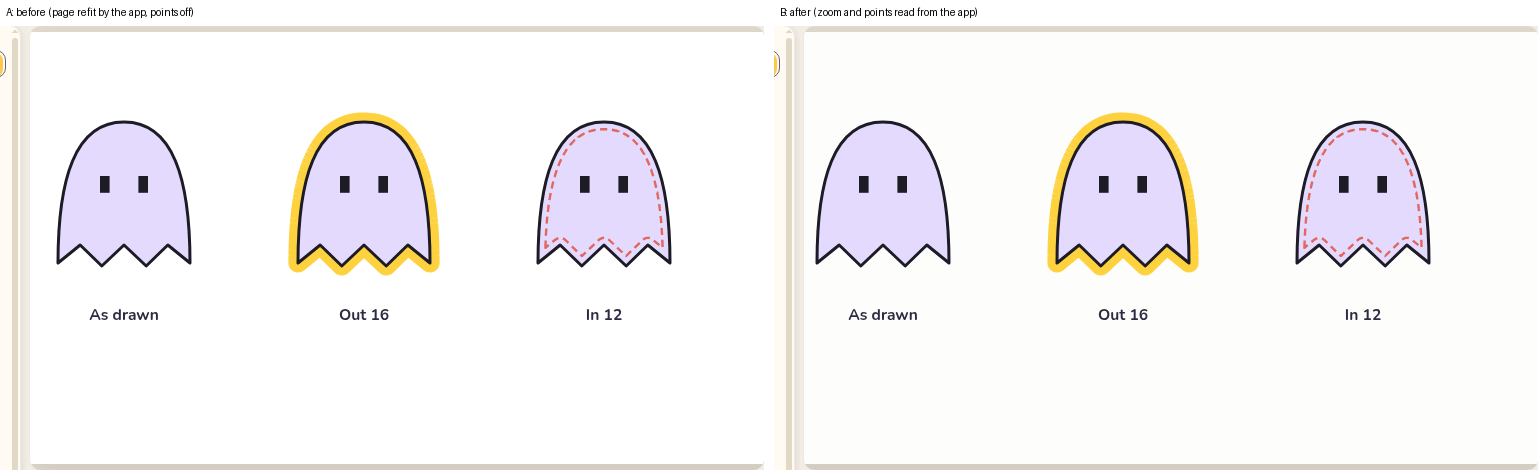 A: before (page refit by the app, points off)
B: after (zoom and points read from the app)
As drawn
Out 16
In 12
As drawn
Out 16
In 12